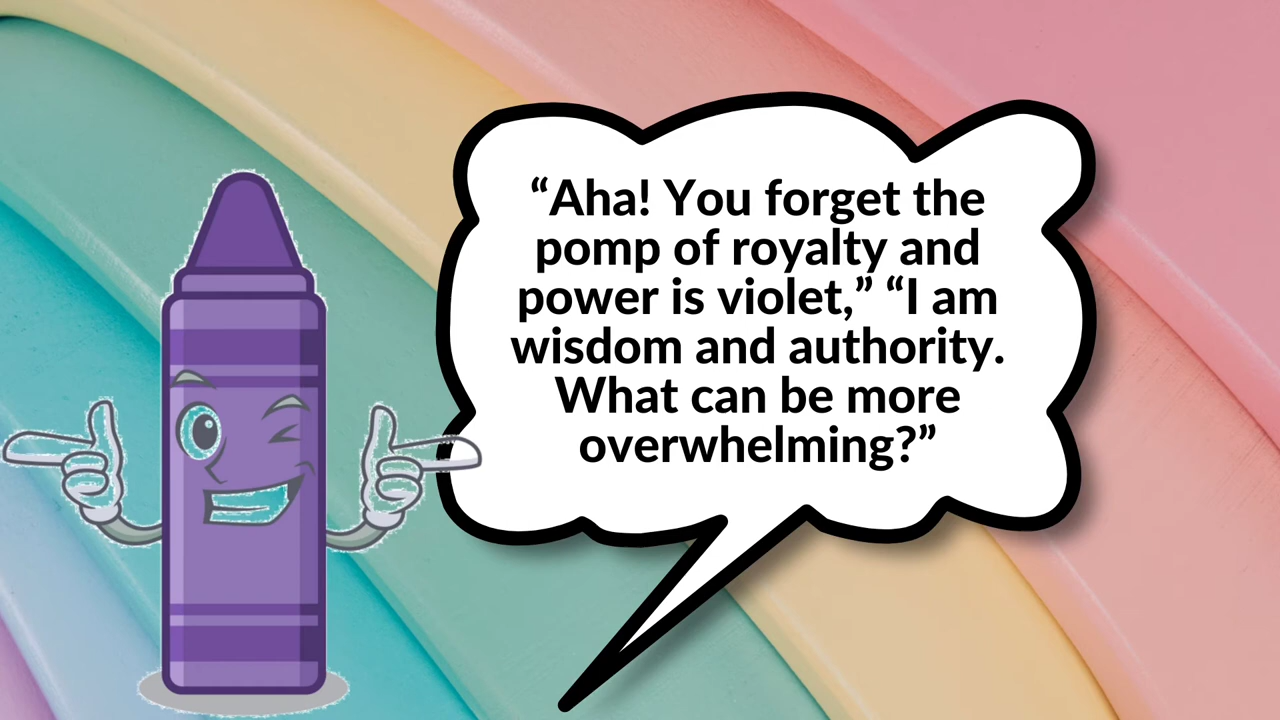 “Aha! You forget the
pomp of royalty and
power is violet,” “I am
wisdom and authority.
What can be more
overwhelming?”